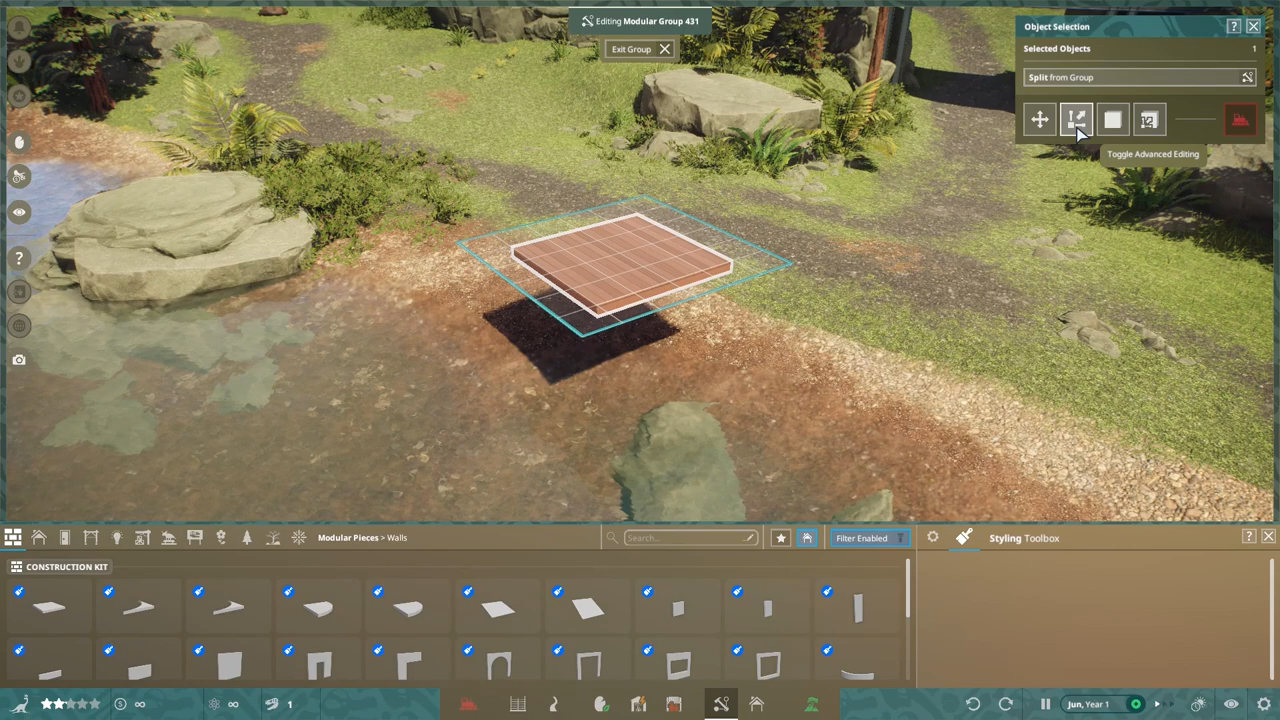 Editing Modular Group 431
Exit Group
Object Selection
?
Selected Objects 1
Split from Group
12
Toggle Advanced Editing
?
Modular Pieces > Walls
Search...
Filter Enabled
Styling Toolbox
?
CONSTRUCTION KIT
$ ∞
∞
1
Jun, Year 1